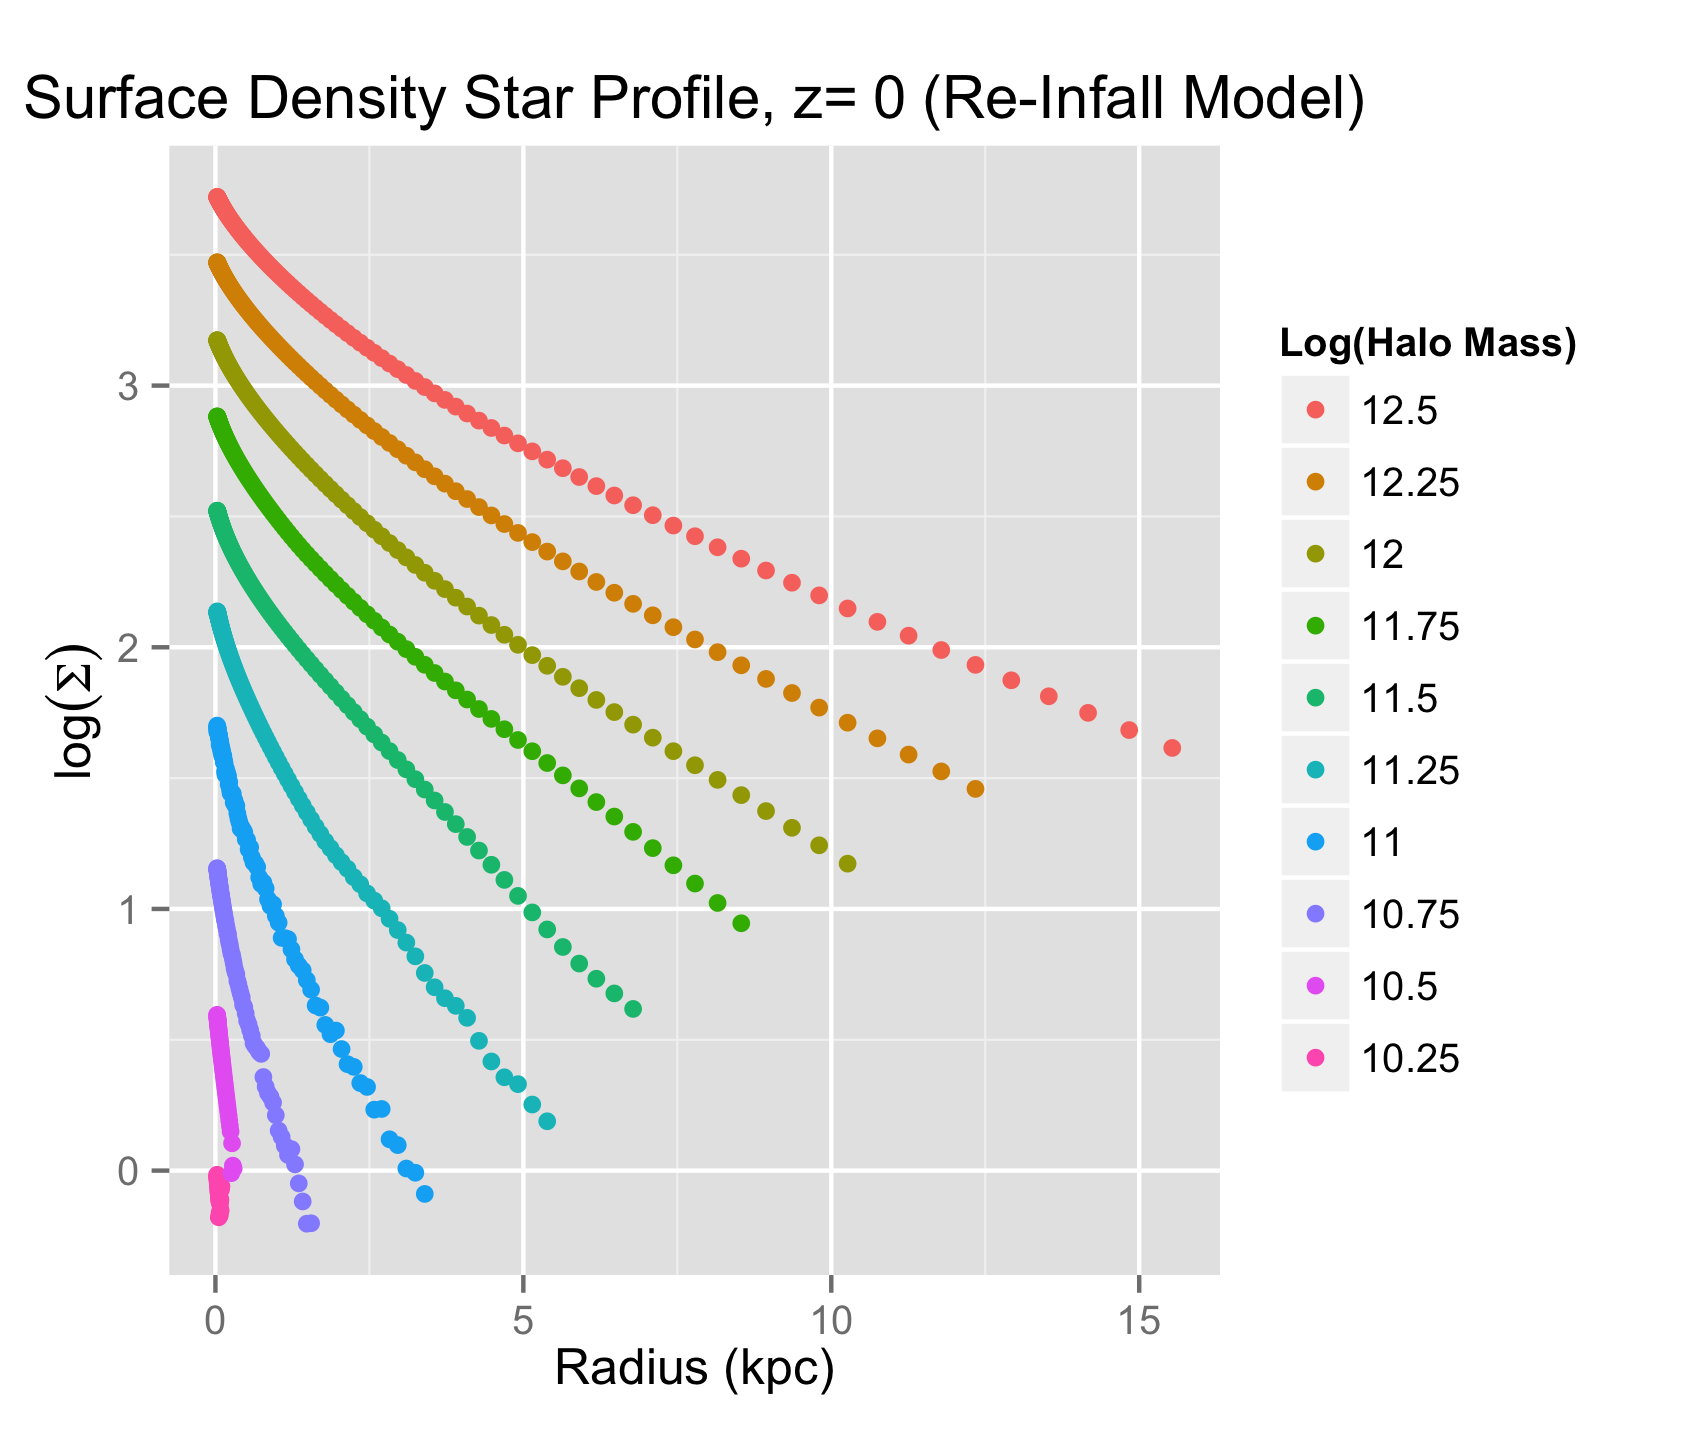 Surface Density Star Profile, z= 0 (Re-Infall Model)
log(Σ)
3
2
1
0
0 5 10 15
Radius (kpc)
Log(Halo Mass)
12.5
12.25
12
11.75
11.5
11.25
11
10.75
10.5
10.25